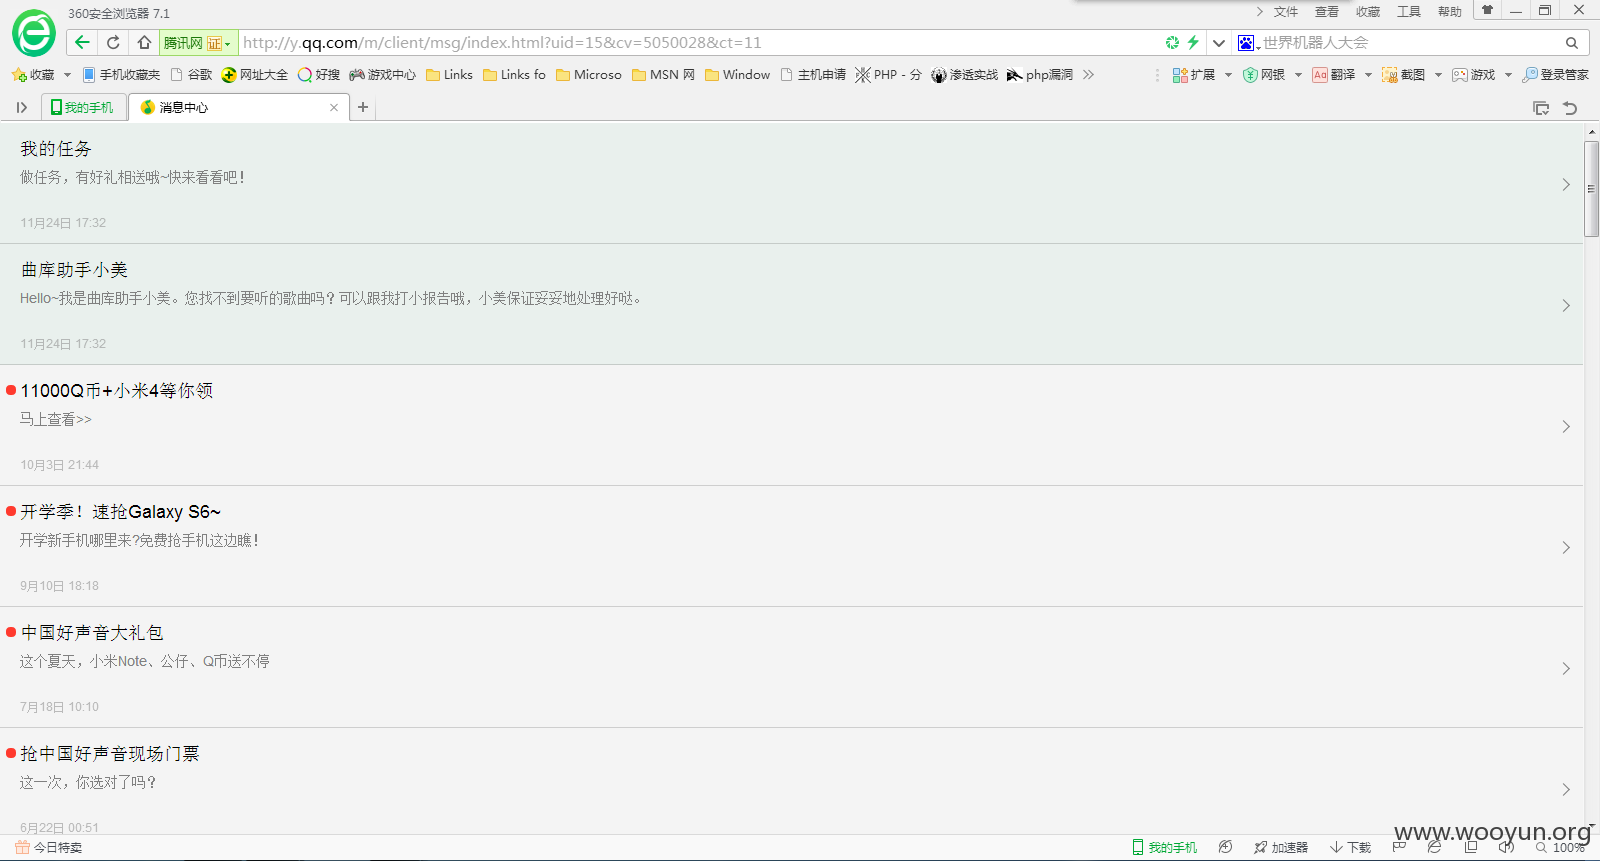 360安全浏览器 7.1
文件 查看 收藏 工具 帮助
腾讯网 证 http://y.qq.com/m/client/msg/index.html?uid=15&cv=5050028&ct=11 世界机器人大会
收藏 手机收藏夹 谷歌 网址大全 好搜 游戏中心 Links Links fo Microso MSN 网 Window 主机申请 PHP - 分 渗透实战 php漏洞 扩展 网银 Aa 翻译 截图 游戏 登录管家
我的手机 消息中心
我的任务
做任务，有好礼相送哦~快来看看吧！
11月24日 17:32
曲库助手小美
Hello~我是曲库助手小美。您找不到要听的歌曲吗？可以跟我打小报告哦，小美保证妥妥地处理好哒。
11月24日 17:32
11000Q币+小米4等你领
马上查看>>
10月3日 21:44
开学季！速抢Galaxy S6~
开学新手机哪里来?免费抢手机这边瞧！
9月10日 18:18
中国好声音大礼包
这个夏天，小米Note、公仔、Q币送不停
7月18日 10:10
抢中国好声音现场门票
这一次，你选对了吗？
6月22日 00:51
www.wooyun.org
今日特卖 我的手机 加速器 下载 100%